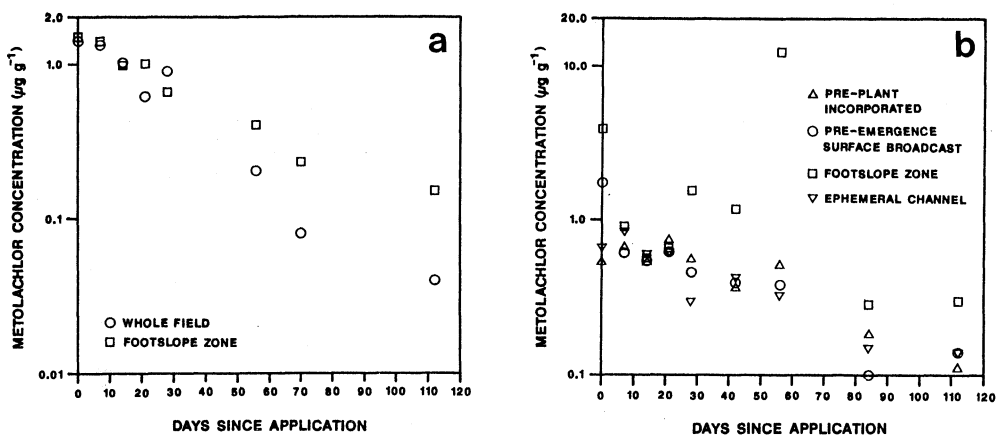 a
2.0
1.0
0.1
0.01
METOLACHLOR CONCENTRATION (µg g⁻¹)
WHOLE FIELD
FOOTSLOPE ZONE
0 10 20 30 40 50 60 70 80 90 100 110 120
DAYS SINCE APPLICATION
b
20.0
10.0
1.0
0.1
METOLACHLOR CONCENTRATION (µg g⁻¹)
PRE-PLANT
INCORPORATED
PRE-EMERGENCE
SURFACE BROADCAST
FOOTSLOPE ZONE
EPHEMERAL CHANNEL
0 10 20 30 40 50 60 70 80 90 100 110 120
DAYS SINCE APPLICATION